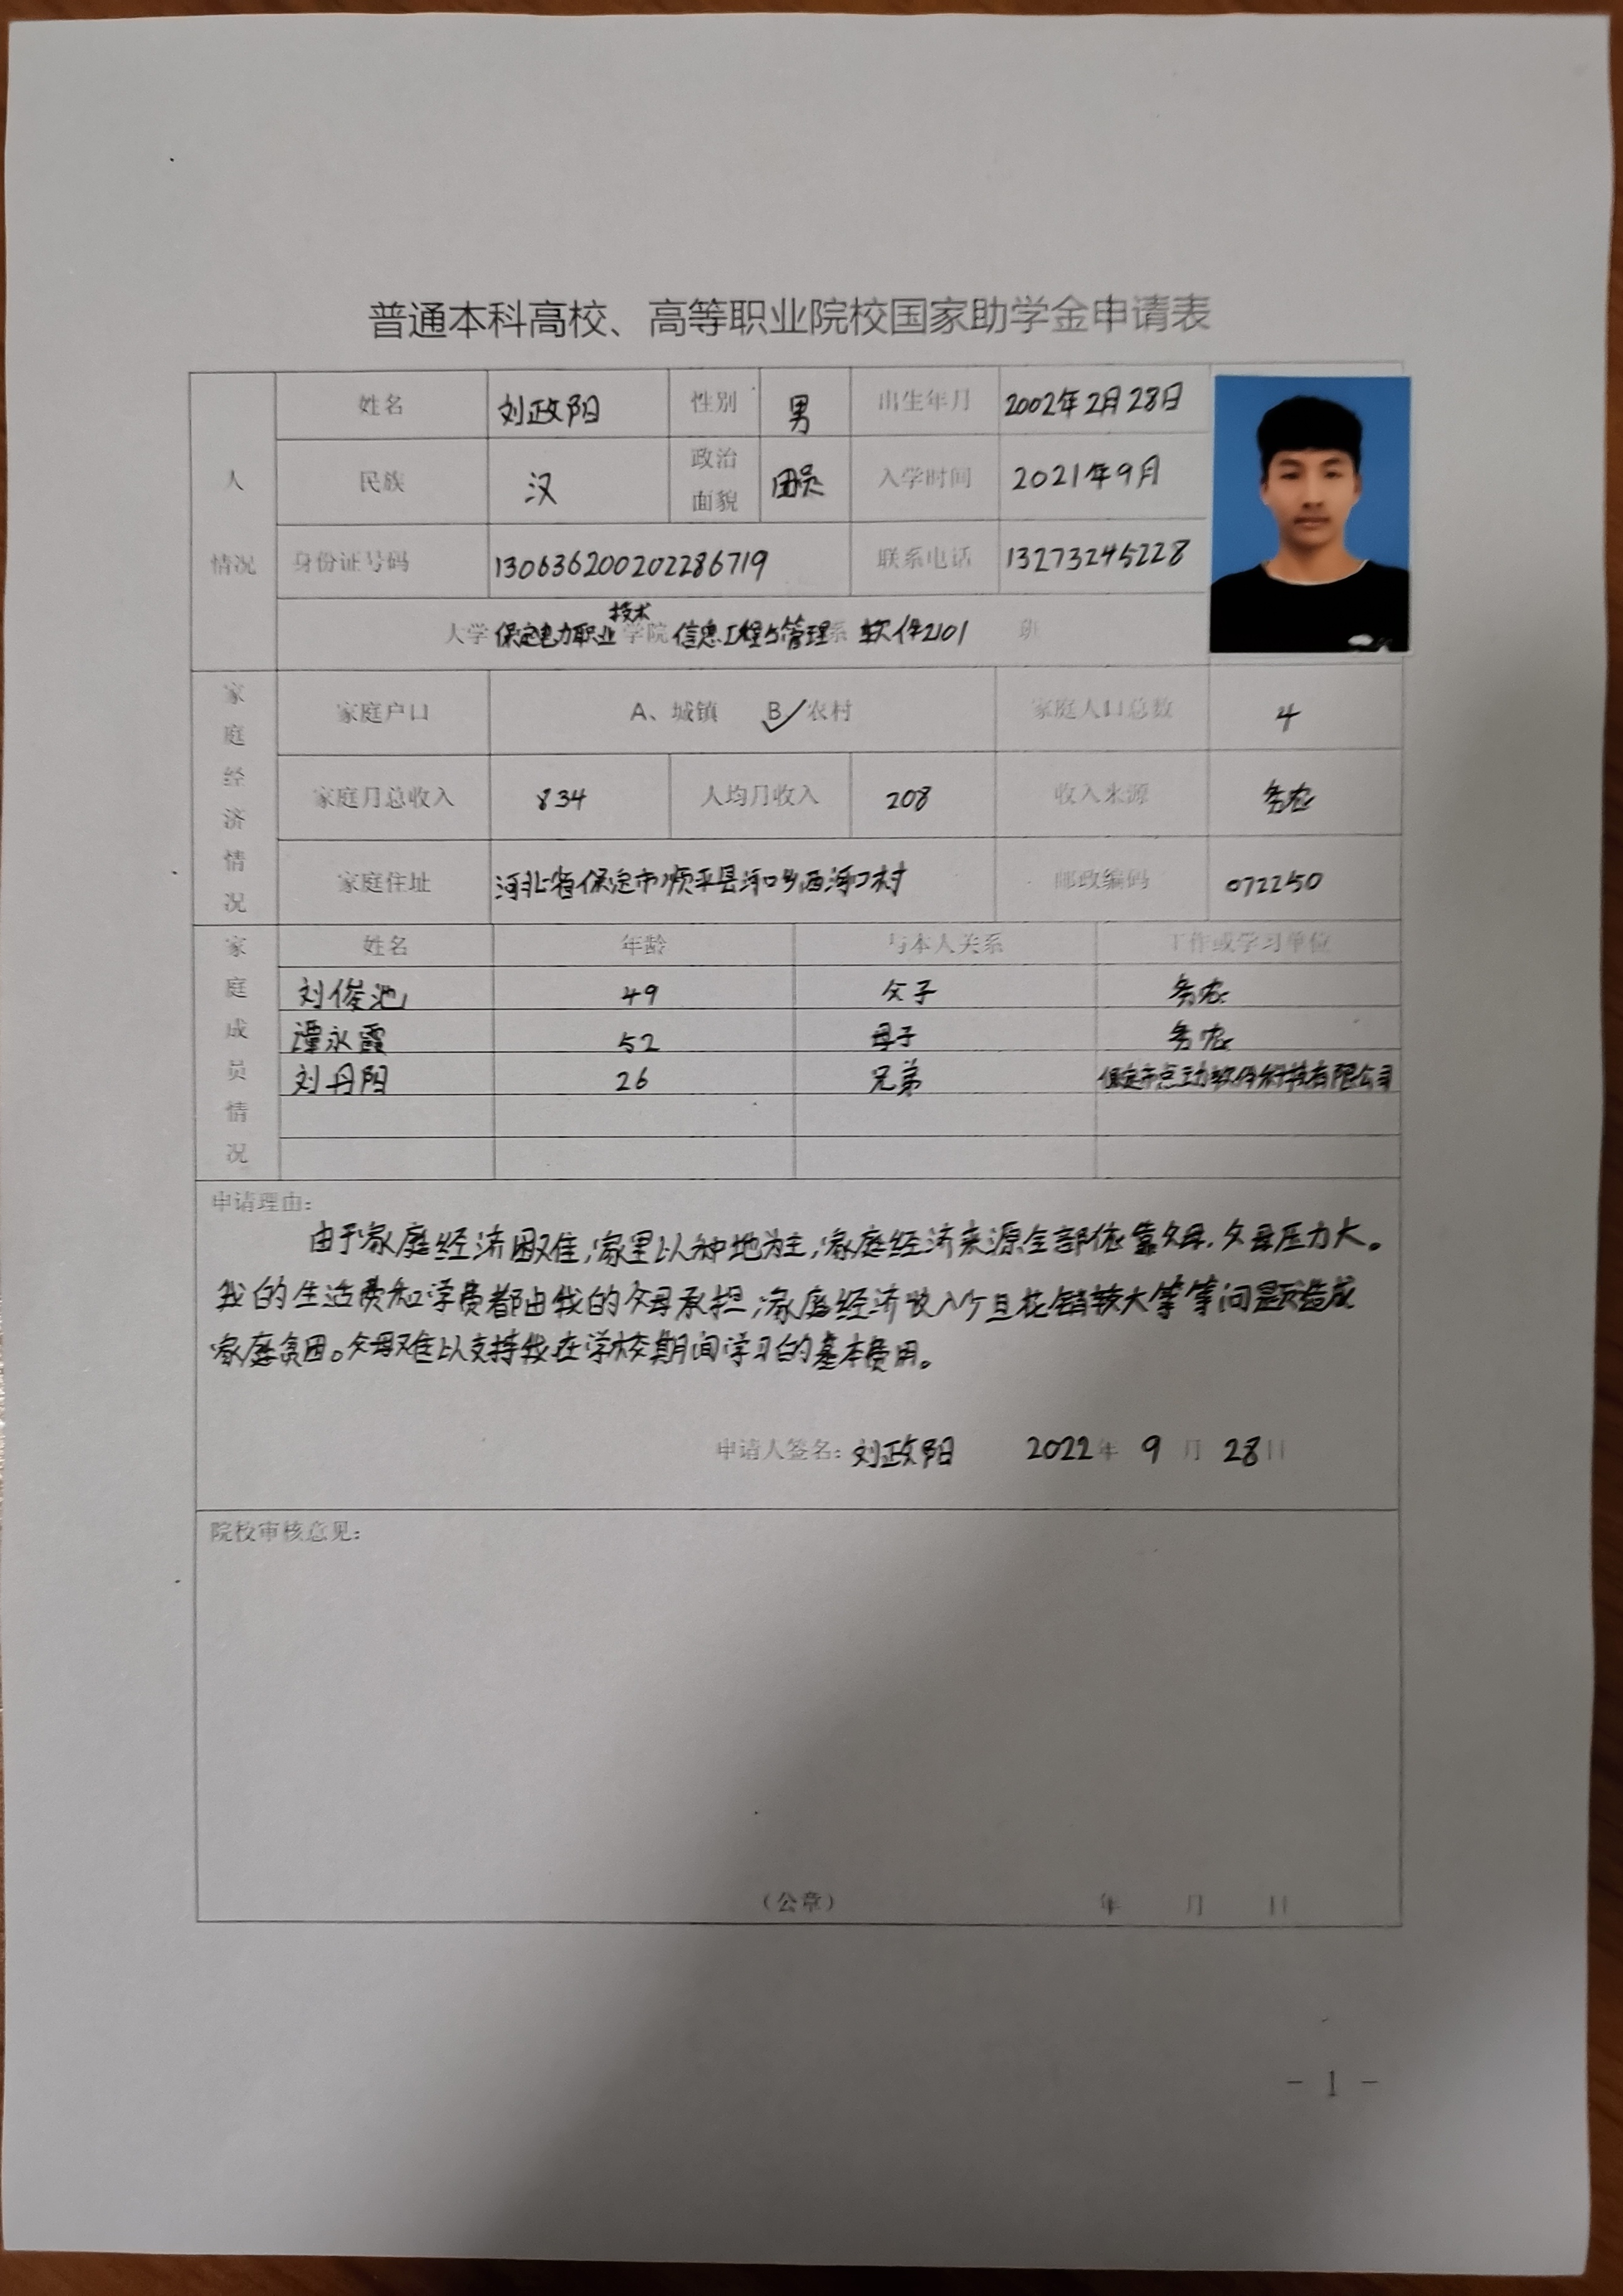 普通本科高校、高等职业院校国家助学金申请表
人
情况
姓名 刘政阳 性别 男 出生年月 2002年2月28日
民族 汉 政治面貌 团员 入学时间 2021年9月
身份证号码 130636200202286719 联系电话 13273245228
技术
大学 保定电力职业 学院 信息工程与管理 系 软件2101 班
家庭经济情况
家庭户口 A、城镇 B✓农村 家庭人口总数 4
家庭月总收入 834 人均月收入 208 收入来源 务农
家庭住址 河北省保定市顺平县河口乡西河口村 邮政编码 072250
家庭成员情况
姓名 年龄 与本人关系 工作或学习单位
刘俊池 49 父子 务农
谭永霞 52 母子 务农
刘丹阳 26 兄弟 保定市点动软件科技有限公司
申请理由：
由于家庭经济困难，家里以种地为主，家庭经济来源全部依靠父母，父母压力大。
我的生活费和学费都由我的父母承担，家庭经济收入少且花销较大等等问题造成
家庭贫困。父母难以支持我在学校期间学习的基本费用。
申请人签名：刘政阳 2022年 9 月 28日
院校审核意见：
（公章） 年 月 日
- 1 -